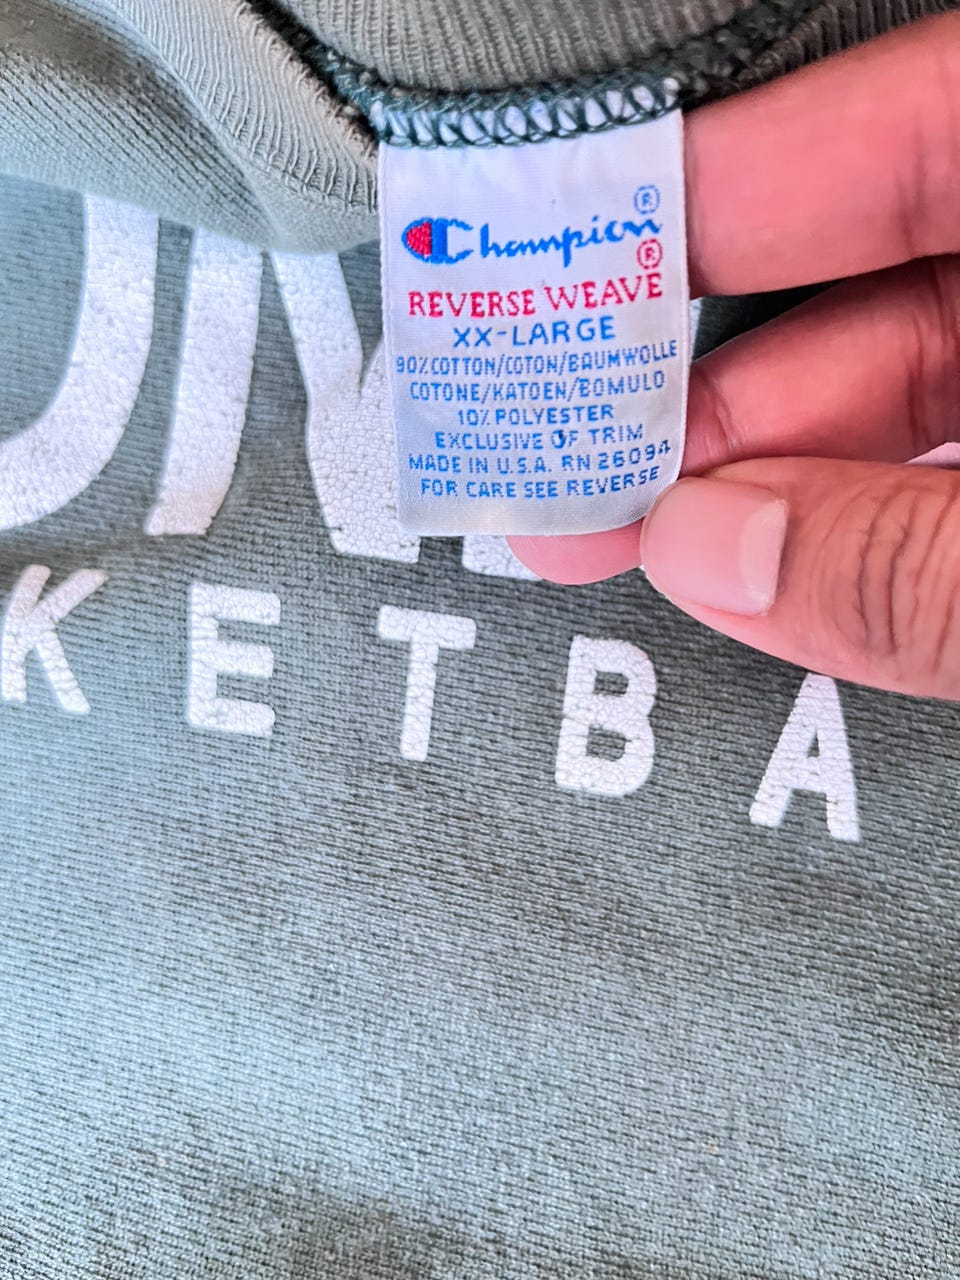 Champion®
REVERSE WEAVE®
XX-LARGE
90% COTTON/COTON/BAUMWOLLE
COTONE/KATOEN/BOMULD
10% POLYESTER
EXCLUSIVE OF TRIM
MADE IN U.S.A. RN 26094
FOR CARE SEE REVERSE
KETBA